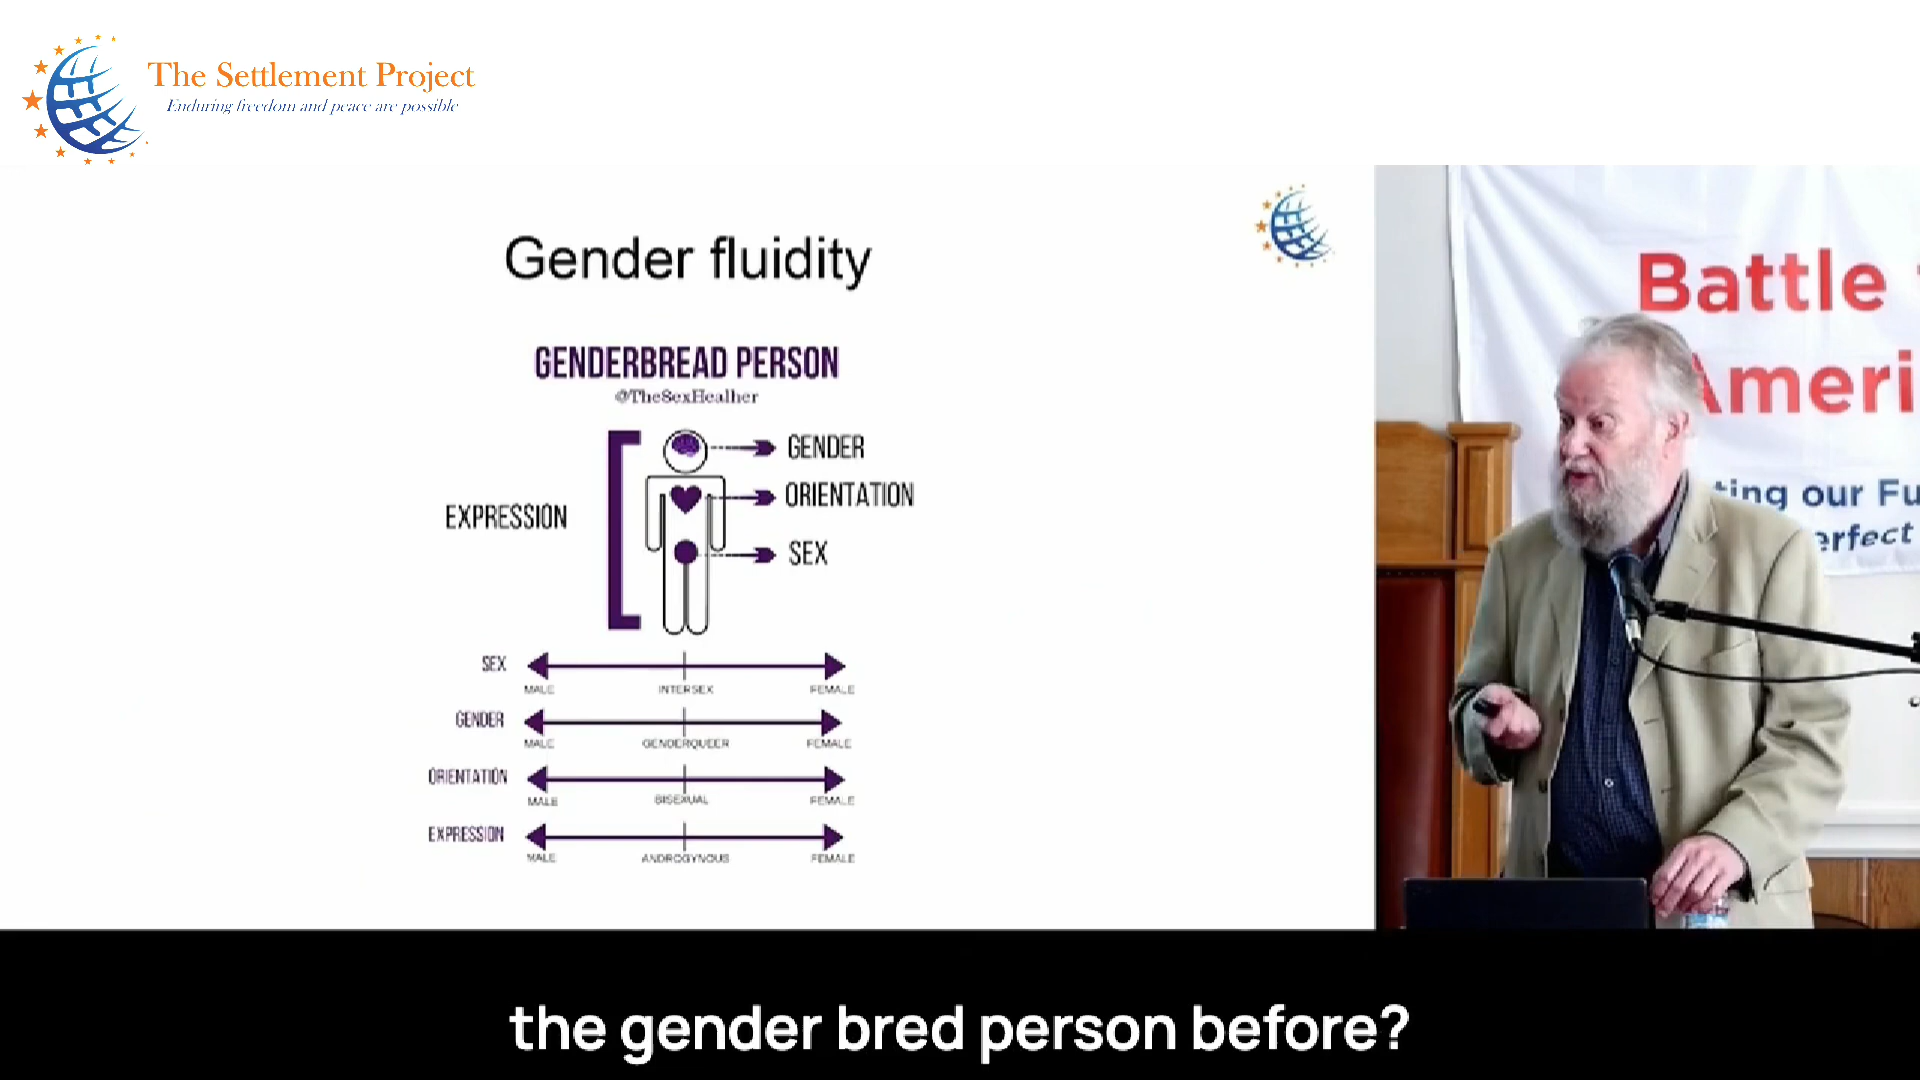 The Settlement Project
Enduring freedom and peace are possible
Gender fluidity
GENDERBREAD PERSON
@TheSexHealher
GENDER
ORIENTATION
EXPRESSION
SEX
SEX
MALE INTERSEX FEMALE
GENDER
MALE GENDERQUEER FEMALE
ORIENTATION
MALE BISEXUAL FEMALE
EXPRESSION
MALE ANDROGYNOUS FEMALE
Battle
Ameri
ting our Fu
erfect
the gender bred person before?